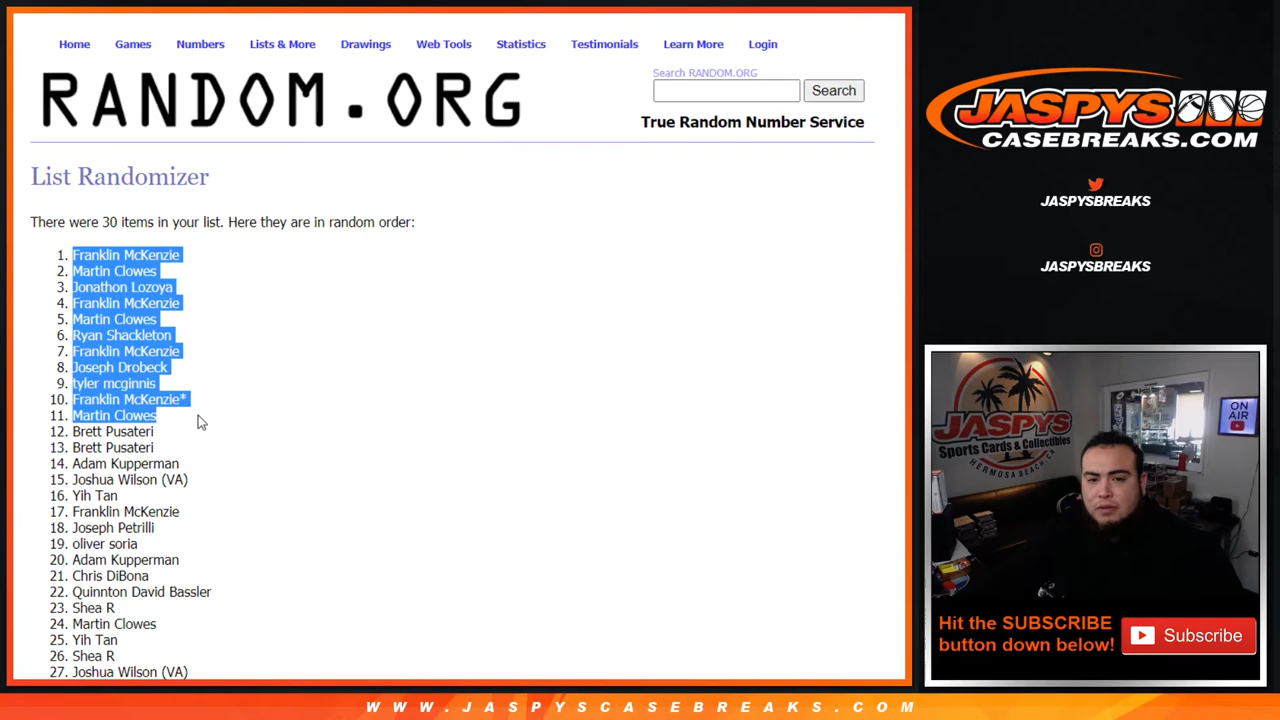 Home Games Numbers Lists & More Drawings Web Tools Statistics Testimonials Learn More Login
RANDOM.ORG
Search RANDOM.ORG
Search
True Random Number Service
List Randomizer
There were 30 items in your list. Here they are in random order:
1. Franklin McKenzie
2. Martin Clowes
3. Jonathon Lozoya
4. Franklin McKenzie
5. Martin Clowes
6. Ryan Shackleton
7. Franklin McKenzie
8. Joseph Drobeck
9. tyler mcginnis
10. Franklin McKenzie*
11. Martin Clowes
12. Brett Pusateri
13. Brett Pusateri
14. Adam Kupperman
15. Joshua Wilson (VA)
16. Yih Tan
17. Franklin McKenzie
18. Joseph Petrilli
19. oliver soria
20. Adam Kupperman
21. Chris DiBona
22. Quinnton David Bassler
23. Shea R
24. Martin Clowes
25. Yih Tan
26. Shea R
27. Joshua Wilson (VA)
JASPYS
CASEBREAKS.COM
JASPYSBREAKS
JASPYSBREAKS
JASPYS
Sports Cards & Collectibles
HERMOSA BEACH, CA
ON AIR
Hit the SUBSCRIBE
button down below!
Subscribe
WWW.JASPYSCASEBREAKS.COM